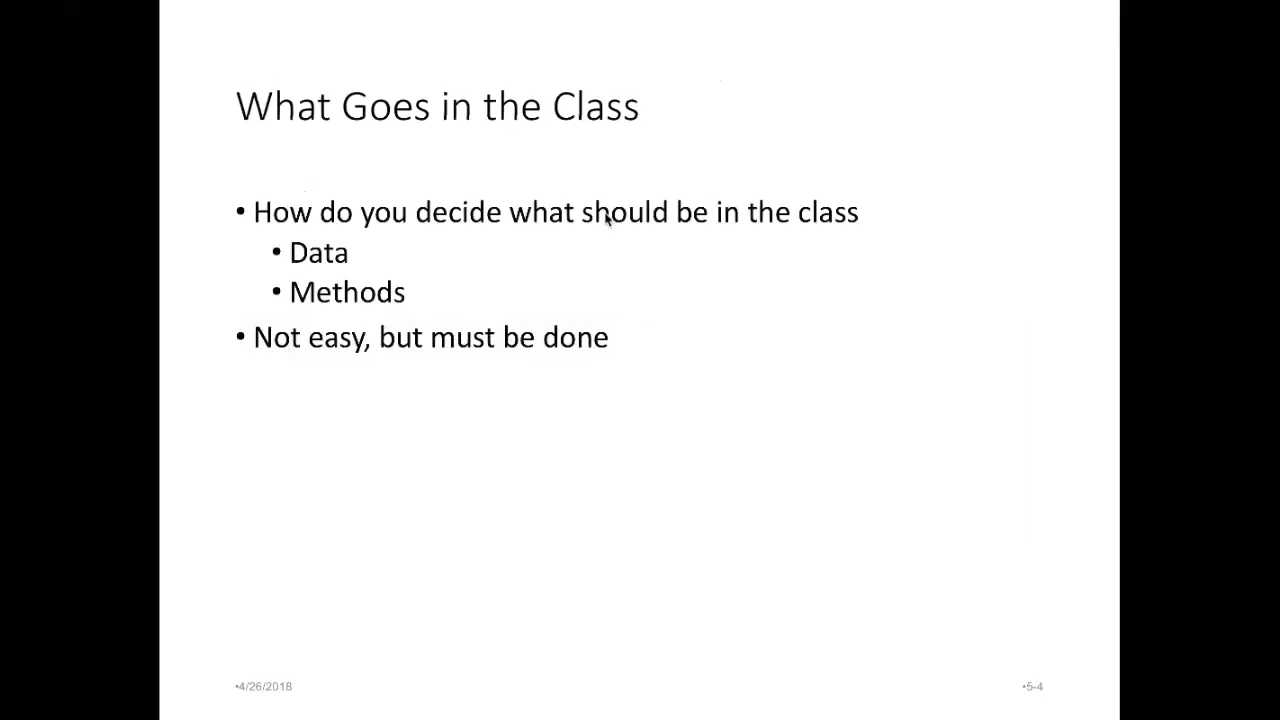 What Goes in the Class
• How do you decide what should be in the class
• Data
• Methods
• Not easy, but must be done
•4/26/2018
•5-4